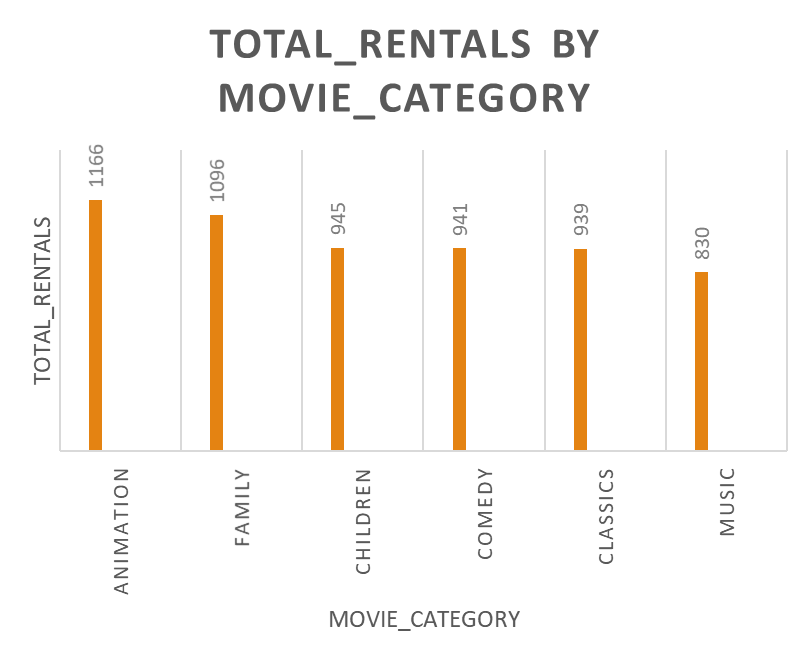 TOTAL_RENTALS BY
MOVIE_CATEGORY
TOTAL_RENTALS
1166
1096
945
941
939
830
ANIMATION
FAMILY
CHILDREN
COMEDY
CLASSICS
MUSIC
MOVIE_CATEGORY